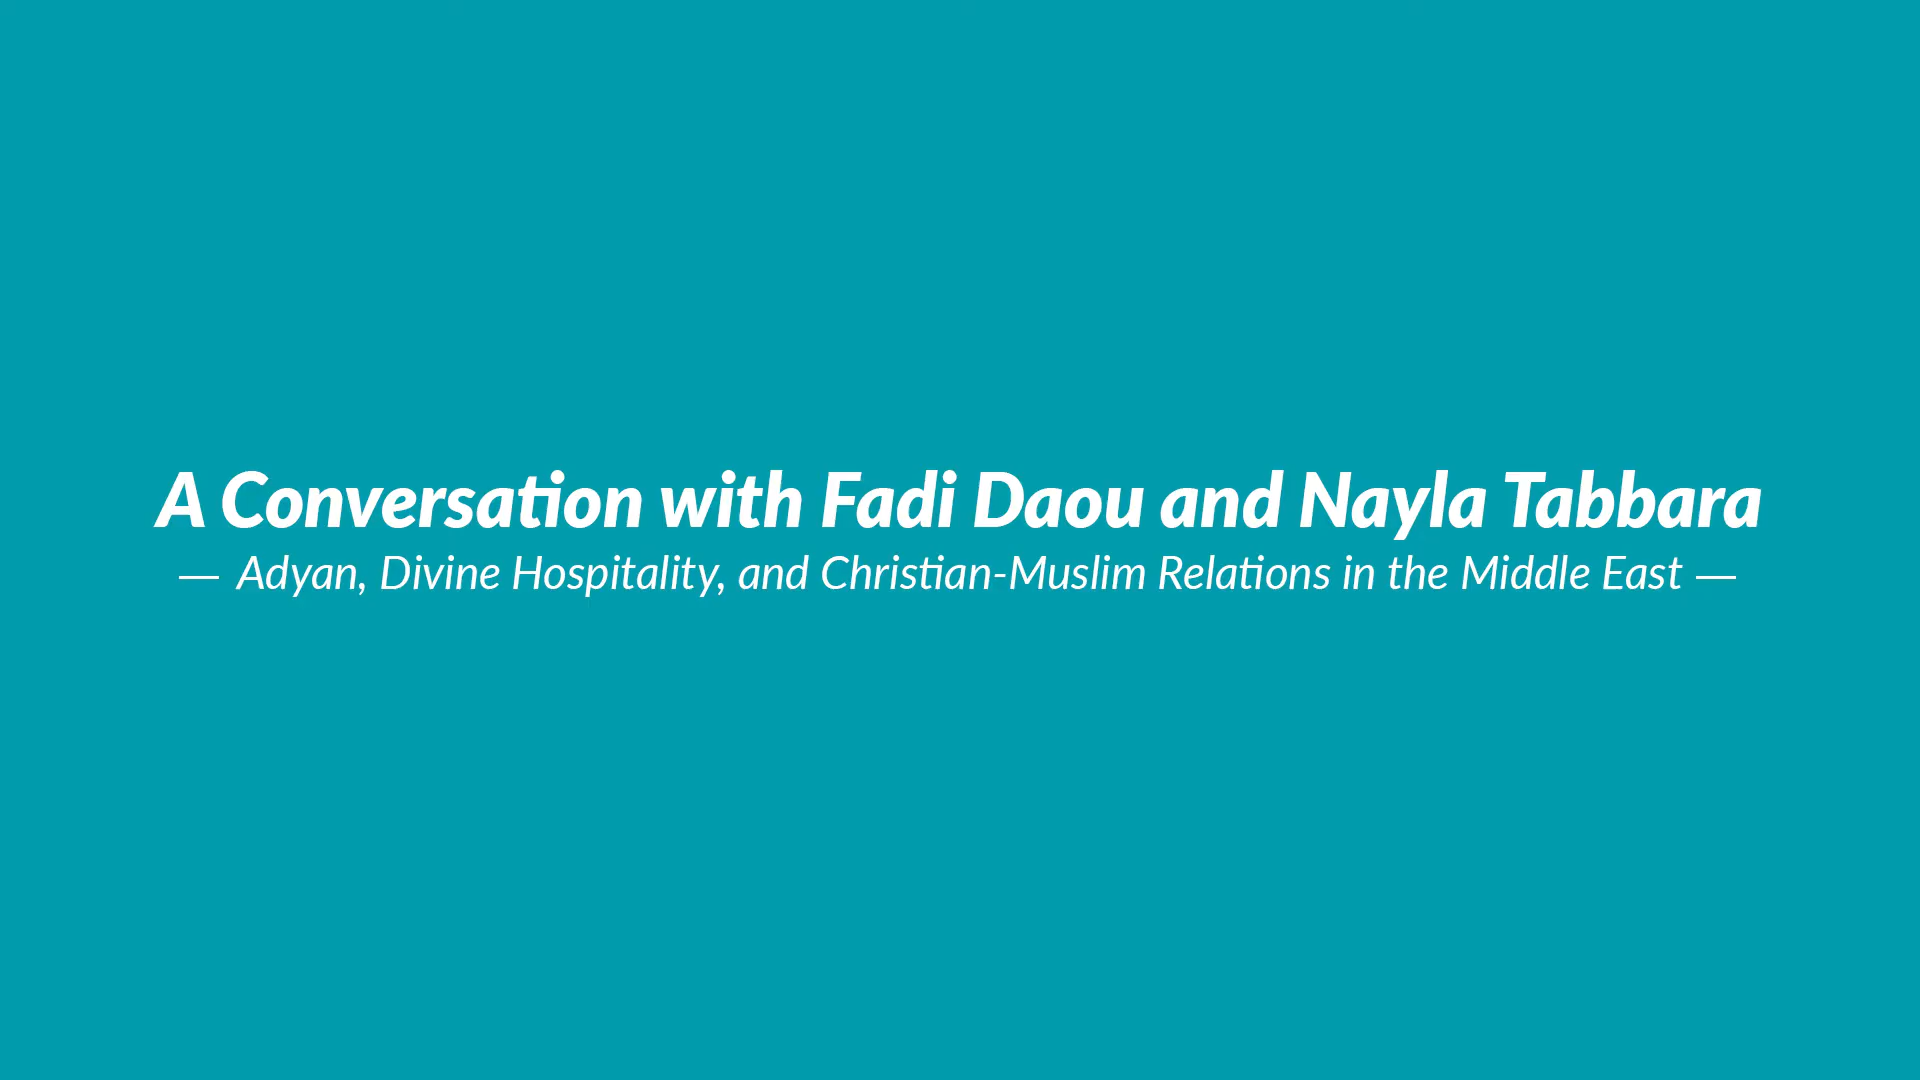 A Conversation with Fadi Daou and Nayla Tabbara
— Adyan, Divine Hospitality, and Christian-Muslim Relations in the Middle East —